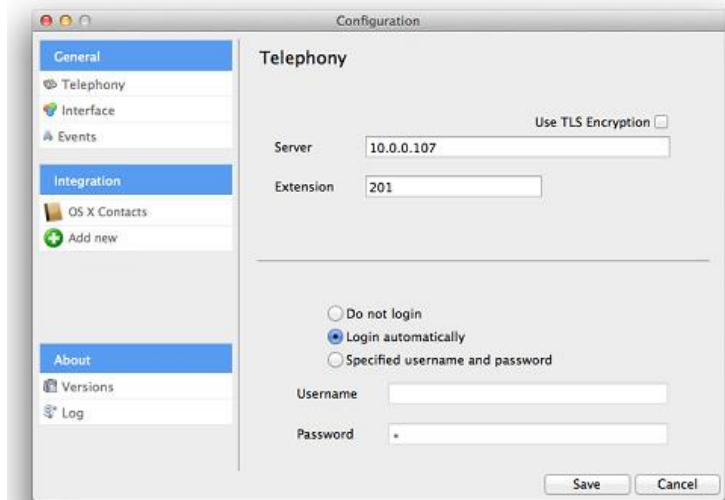 Configuration
General
Telephony
Interface
Events
Integration
OS X Contacts
Add new
About
Versions
Log
Telephony
Use TLS Encryption
Server 10.0.0.107
Extension 201
Do not login
Login automatically
Specified username and password
Username
Password •
Save Cancel